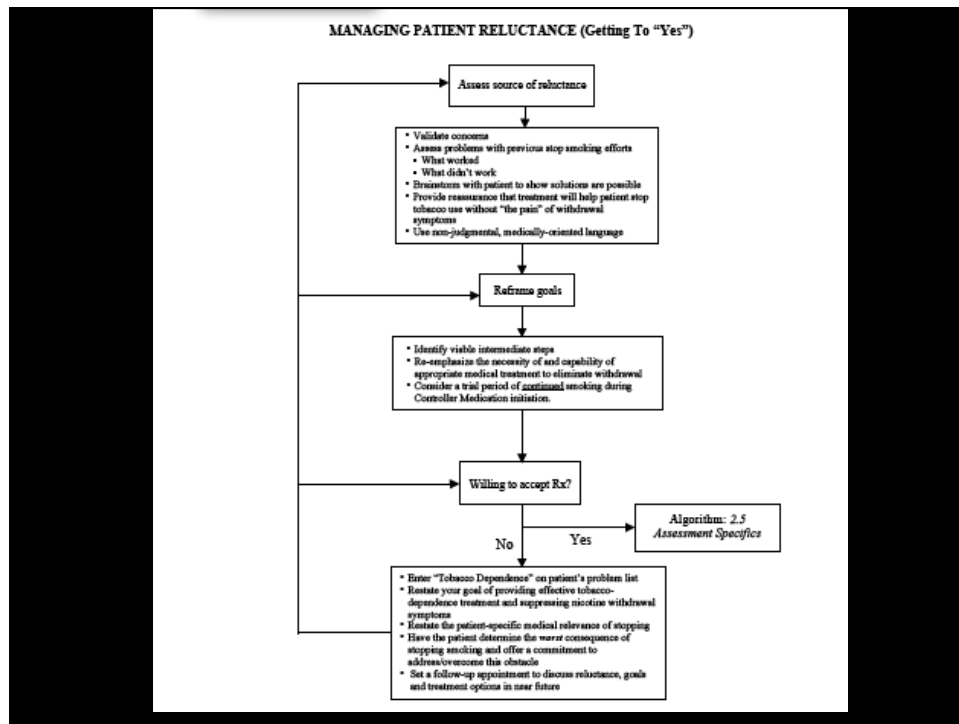 MANAGING PATIENT RELUCTANCE (Getting To “Yes”)
Assess source of reluctance
▪ Validate concerns
▪ Assess problems with previous stop smoking efforts
▪ What worked
▪ What didn’t work
▪ Brainstorm with patient to show solutions are possible
▪ Provide reassurance that treatment will help patient stop
tobacco use without “the pain” of withdrawal
symptoms
▪ Use non-judgmental, medically-oriented language
Reframe goals
▪ Identify viable intermediate steps
▪ Re-emphasize the necessity of and capability of
appropriate medical treatment to eliminate withdrawal
▪ Consider a trial period of continued smoking during
Controller Medication initiation.
Willing to accept Rx?
Algorithm: 2.5
Assessment Specifics
No
Yes
▪ Enter “Tobacco Dependence” on patient’s problem list
▪ Restate your goal of providing effective tobacco-
dependence treatment and suppressing nicotine withdrawal
symptoms
▪ Restate the patient-specific medical relevance of stopping
▪ Have the patient determine the worst consequence of
stopping smoking and offer a commitment to
address/overcome this obstacle
▪ Set a follow-up appointment to discuss reluctance, goals
and treatment options in near future